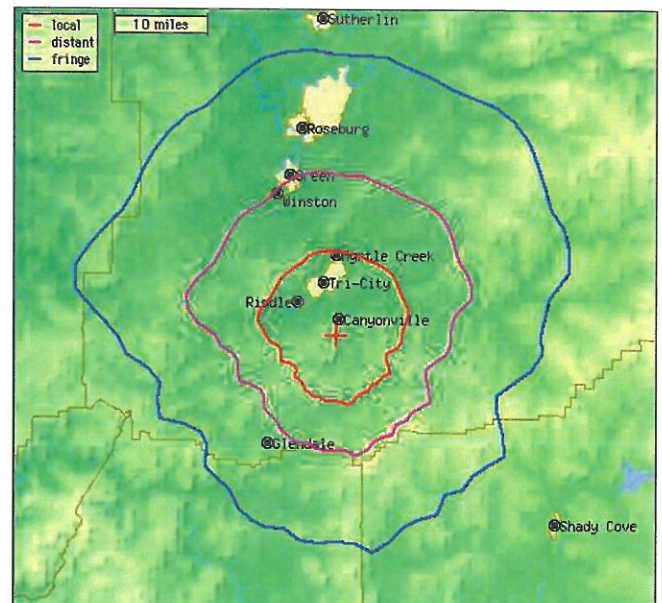 local
distant
fringe
10 miles
Sutherlin
Roseburg
Green
Winston
Myrtle Creek
Tri-City
Riddle
Canyonville
Glendale
Shady Cove